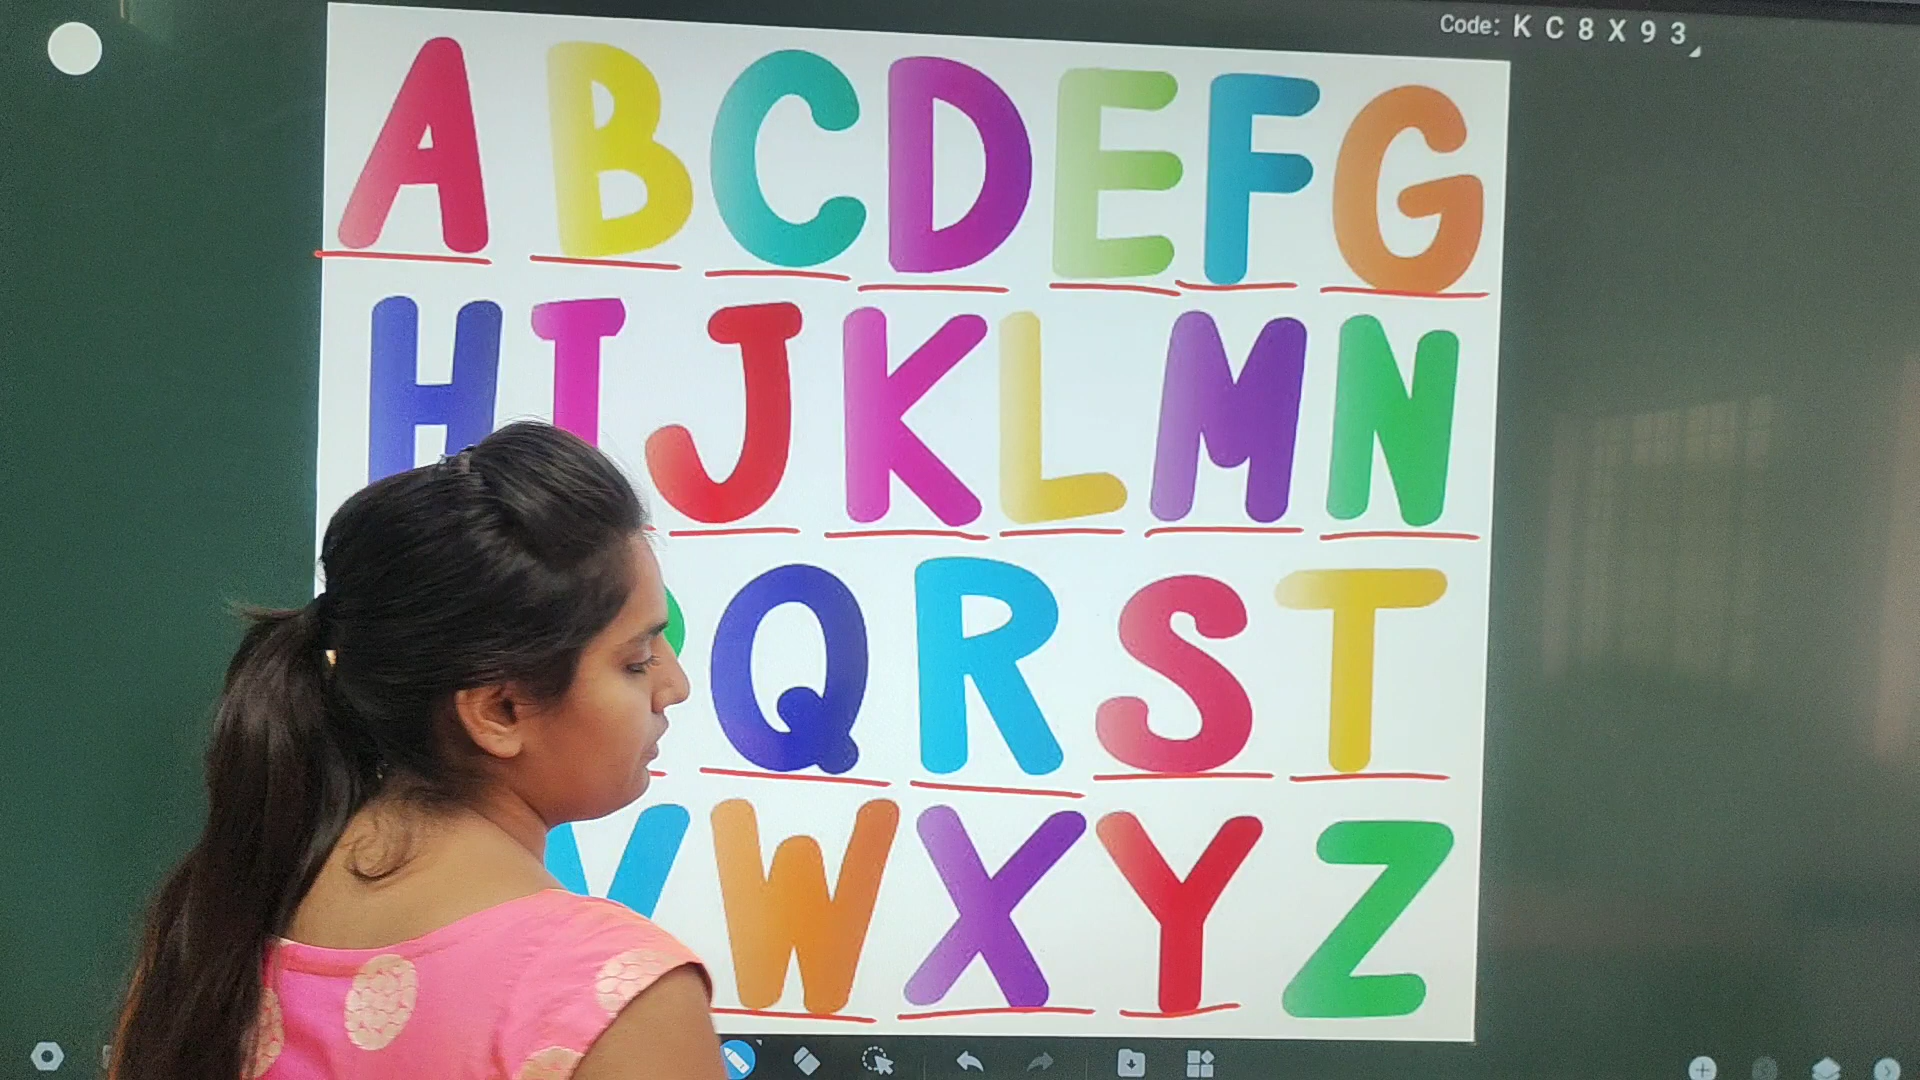 Code: K C 8 X 9 3
A B C D E F G
H I J K L M N
Q R S T
V W X Y Z